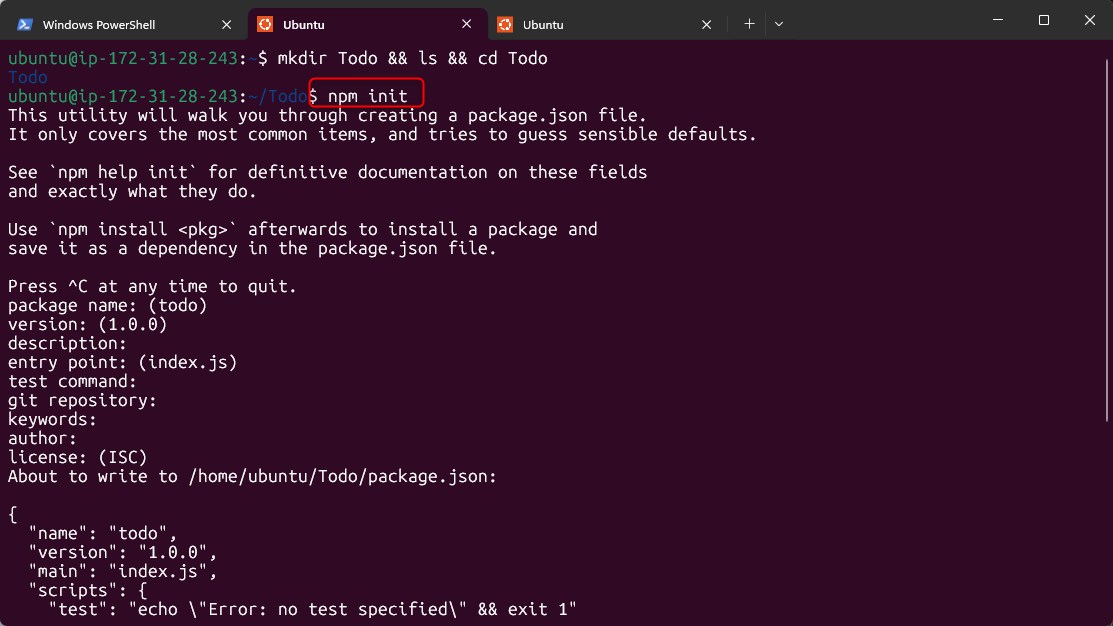 Windows PowerShell
Ubuntu
Ubuntu
ubuntu@ip-172-31-28-243:~$ mkdir Todo && ls && cd Todo
Todo
ubuntu@ip-172-31-28-243:~/Todo$ npm init
This utility will walk you through creating a package.json file.
It only covers the most common items, and tries to guess sensible defaults.
See `npm help init` for definitive documentation on these fields
and exactly what they do.
Use `npm install <pkg>` afterwards to install a package and
save it as a dependency in the package.json file.
Press ^C at any time to quit.
package name: (todo)
version: (1.0.0)
description:
entry point: (index.js)
test command:
git repository:
keywords:
author:
license: (ISC)
About to write to /home/ubuntu/Todo/package.json:
{
  "name": "todo",
  "version": "1.0.0",
  "main": "index.js",
  "scripts": {
    "test": "echo \"Error: no test specified\" && exit 1"